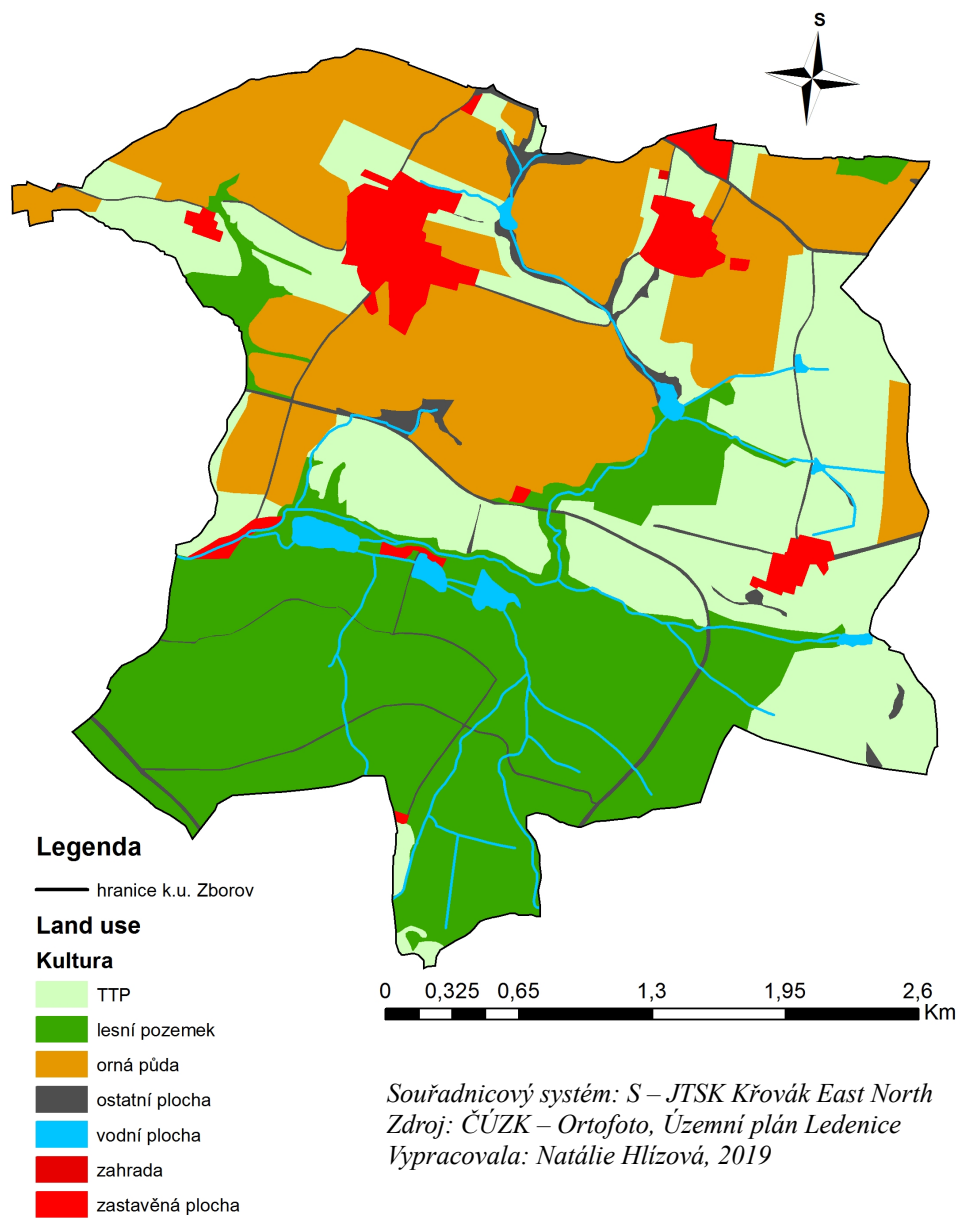 S
Legenda
hranice k.u. Zborov
Land use
Kultura
TTP
lesní pozemek
orná půda
ostatní plocha
vodní plocha
zahrada
zastavěná plocha
0 0,325 0,65 1,3 1,95 2,6
Km
Souřadnicový systém: S – JTSK Křovák East North
Zdroj: ČÚZK – Ortofoto, Územní plán Ledenice
Vypracovala: Natálie Hlízová, 2019